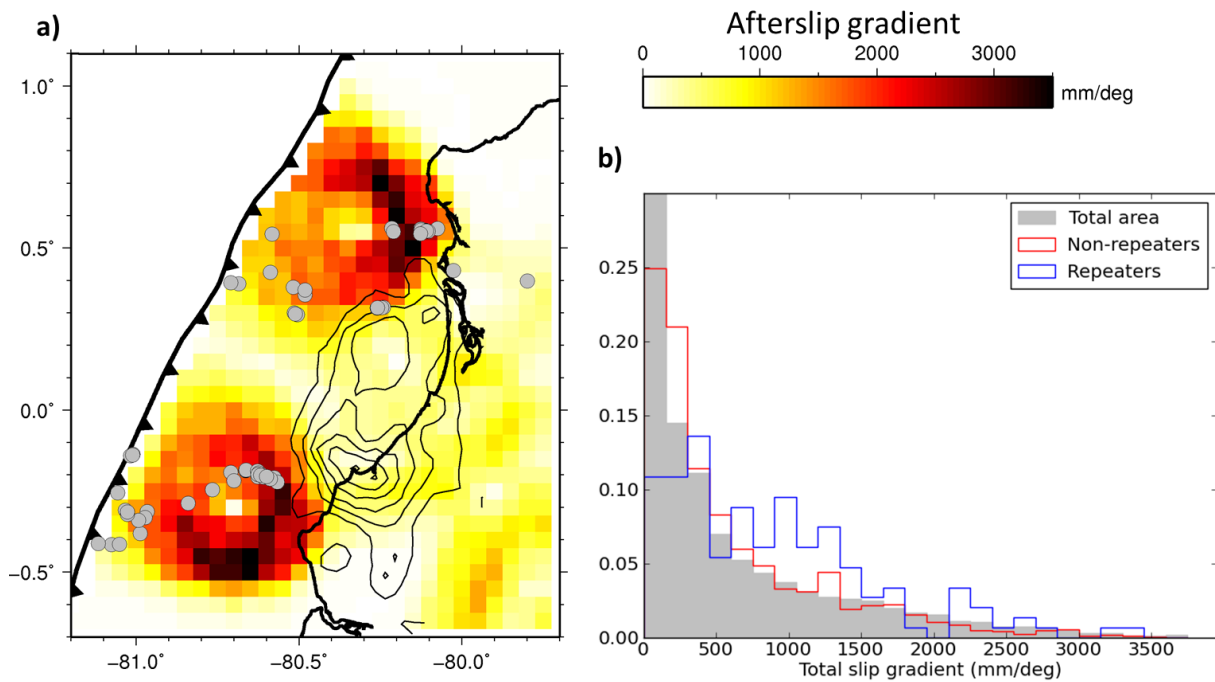 a)
Afterslip gradient
0 1000 2000 3000
mm/deg
1.0°
0.5°
0.0°
−0.5°
−81.0° −80.5° −80.0°
b)
Total area
Non-repeaters
Repeaters
0.25
0.20
0.15
0.10
0.05
0.00
0 500 1000 1500 2000 2500 3000 3500
Total slip gradient (mm/deg)